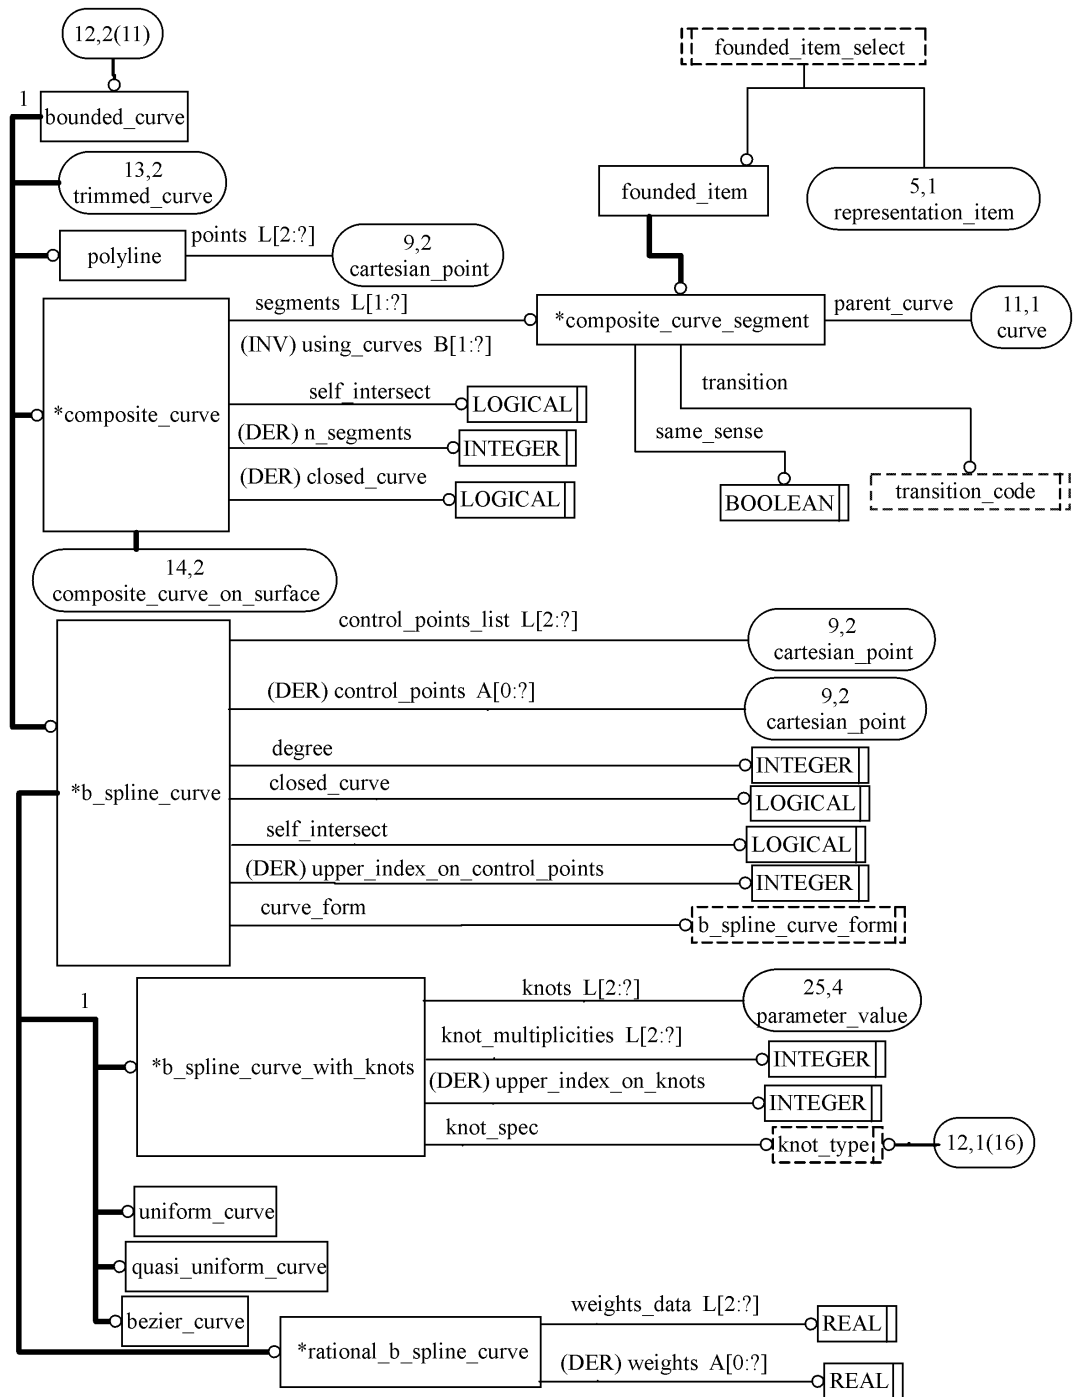 12,2(11)
founded_item_select
1
bounded_curve
13,2
trimmed_curve
founded_item
5,1
representation_item
polyline
points L[2:?]
9,2
cartesian_point
segments L[1:?]
(INV) using_curves B[1:?]
*composite_curve_segment
parent_curve
11,1
curve
*composite_curve
self_intersect
LOGICAL
(DER) n_segments
INTEGER
(DER) closed_curve
LOGICAL
transition
same_sense
BOOLEAN
transition_code
14,2
composite_curve_on_surface
control_points_list L[2:?]
9,2
cartesian_point
(DER) control_points A[0:?]
9,2
cartesian_point
*b_spline_curve
degree
INTEGER
closed_curve
LOGICAL
self_intersect
LOGICAL
(DER) upper_index_on_control_points
INTEGER
curve_form
b_spline_curve_form
1
*b_spline_curve_with_knots
knots L[2:?]
25,4
parameter_value
knot_multiplicities L[2:?]
INTEGER
(DER) upper_index_on_knots
INTEGER
knot_spec
knot_type
12,1(16)
uniform_curve
quasi_uniform_curve
bezier_curve
*rational_b_spline_curve
weights_data L[2:?]
REAL
(DER) weights A[0:?]
REAL